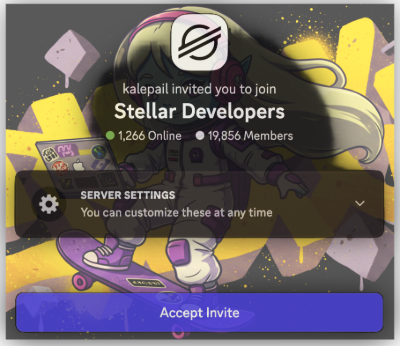 kalepail invited you to join
Stellar Developers
1,266 Online 19,856 Members
SERVER SETTINGS
You can customize these at any time
Accept Invite